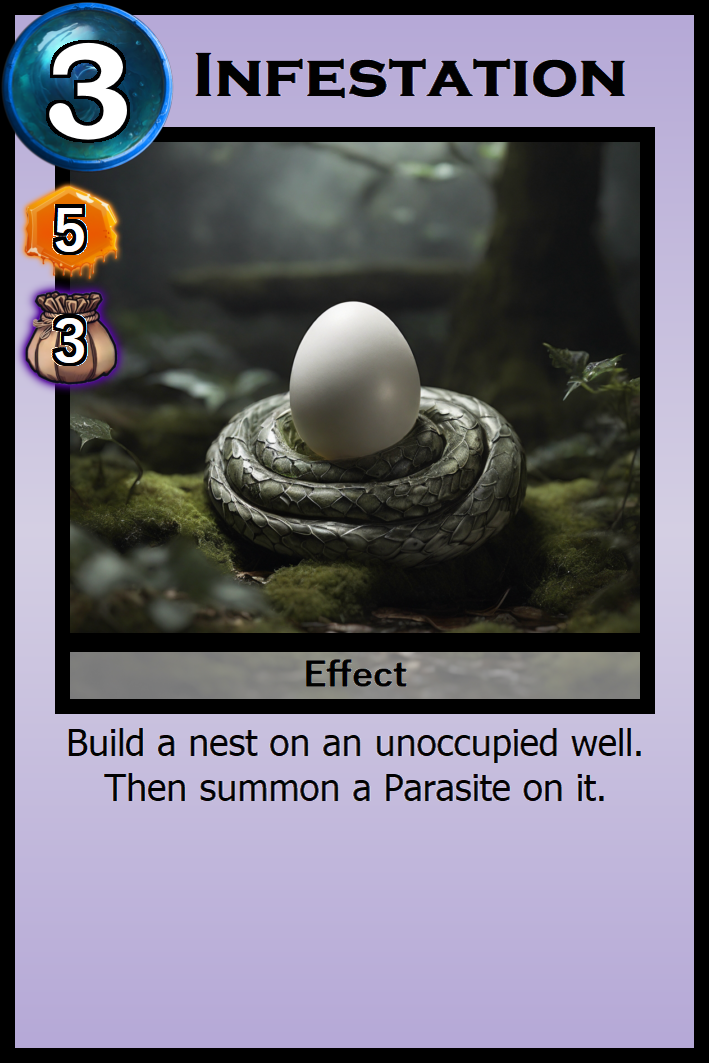 3
Infestation
5
3
Effect
Build a nest on an unoccupied well.
Then summon a Parasite on it.